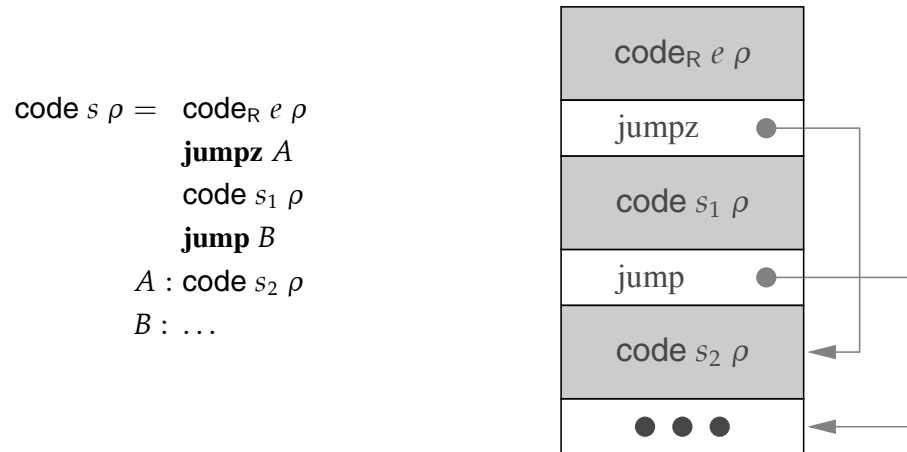 code s ρ = code_R e ρ
jumpz A
code s₁ ρ
jump B
A : code s₂ ρ
B : ...
code_R e ρ
jumpz
code s₁ ρ
jump
code s₂ ρ